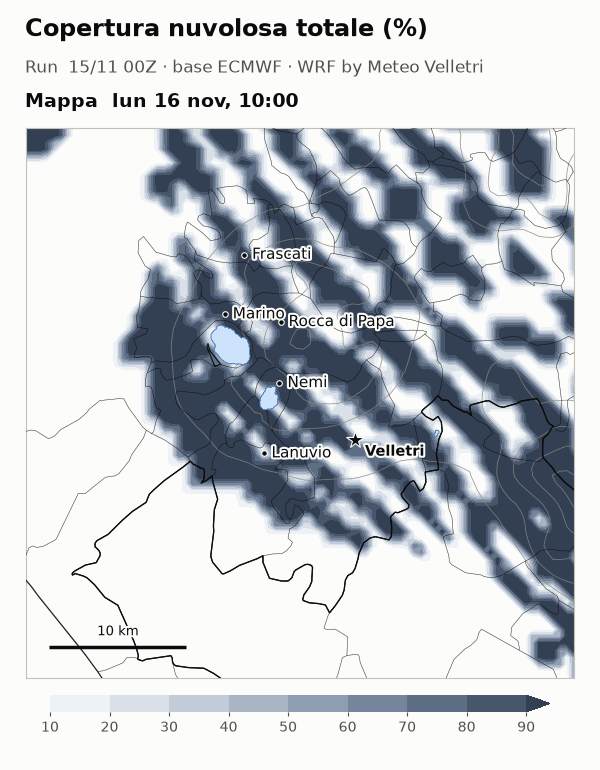 Copertura nuvolosa totale (%)
Run 15/11 00Z · base ECMWF · WRF by Meteo Velletri
Mappa lun 16 nov, 10:00
Frascati
Marino
Rocca di Papa
Nemi
Velletri
Lanuvio
10 km
10 20 30 40 50 60 70 80 90